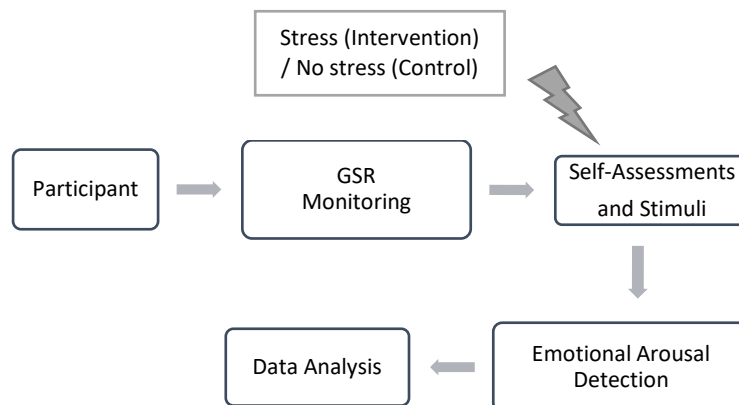 Stress (Intervention)
/ No stress (Control)
Participant
GSR
Monitoring
Self-Assessments
and Stimuli
Data Analysis
Emotional Arousal
Detection